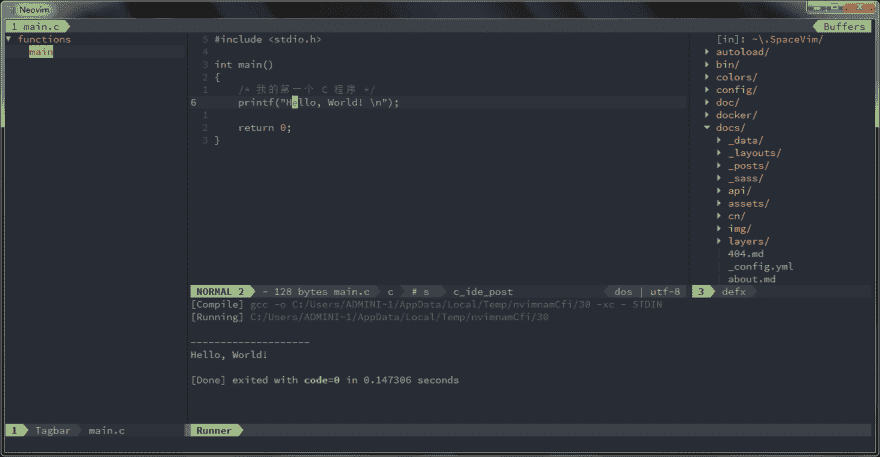 Neovim
1 main.c
Buffers
▼ functions
main
5 #include <stdio.h>
4
3 int main()
2 {
1 /* 我的第一个 C 程序 */
6 printf("Hello, World! \n");
1
2 return 0;
3 }
[in]: ~\.SpaceVim/
autoload/
bin/
colors/
config/
doc/
docker/
docs/
_data/
_layouts/
_posts/
_sass/
api/
assets/
cn/
img/
layers/
404.md
_config.yml
about.md
NORMAL 2 - 128 bytes main.c c # s c_ide_post dos | utf-8
3 defx
[Compile] gcc -o C:/Users/ADMINI~1/AppData/Local/Temp/nvimnamCfi/30 -xc - STDIN
[Running] C:/Users/ADMINI~1/AppData/Local/Temp/nvimnamCfi/30
--------------------
Hello, World!
[Done] exited with code=0 in 0.147306 seconds
1 Tagbar main.c
Runner